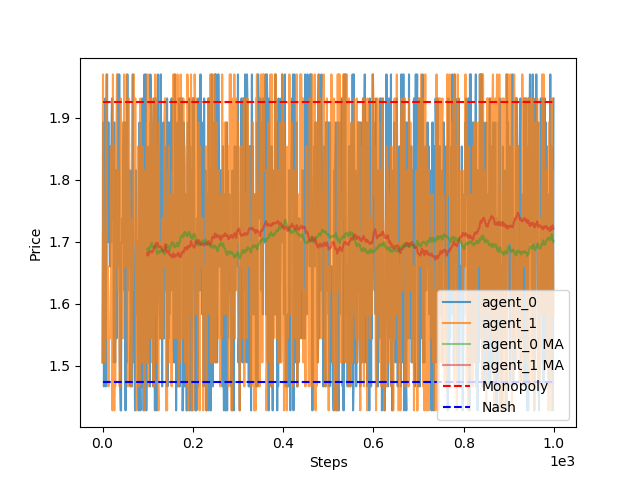 1.9
1.8
1.7
1.6
1.5
Price
0.0
0.2
0.4
0.6
0.8
1.0
1e3
Steps
agent_0
agent_1
agent_0 MA
agent_1 MA
Monopoly
Nash